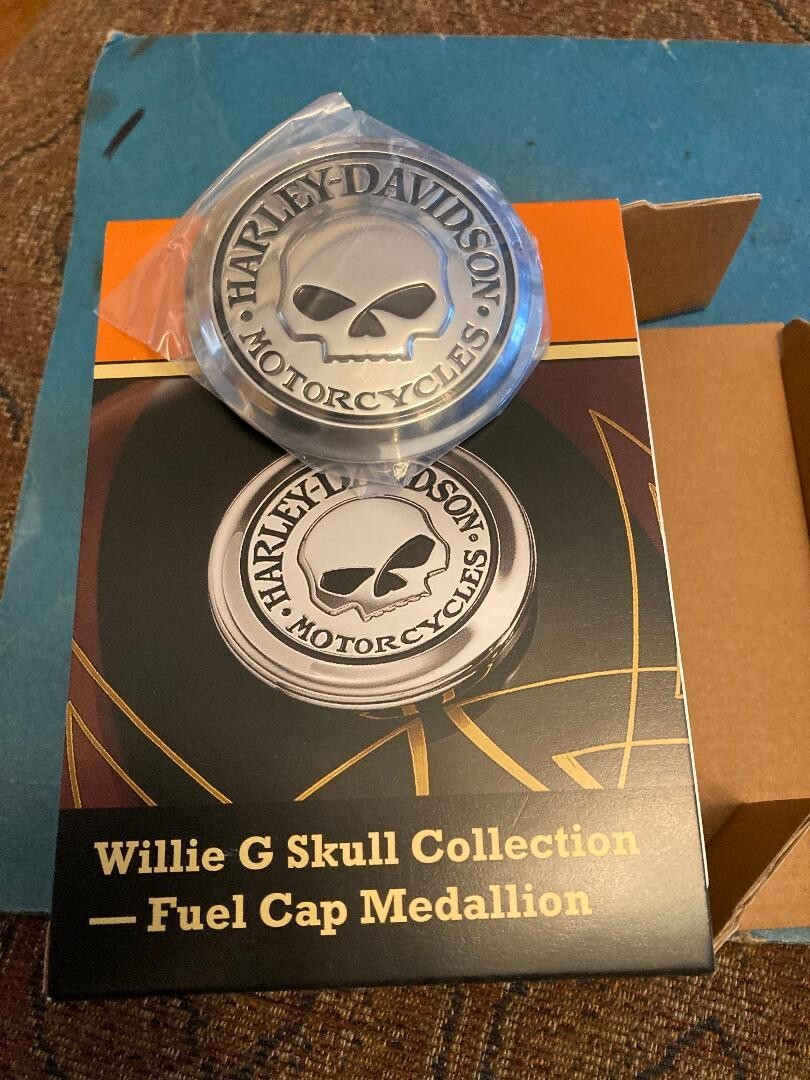 HARLEY-DAVIDSON
• MOTORCYCLES •
HARLEY-DAVIDSON
• MOTORCYCLES
Willie G Skull Collection
— Fuel Cap Medallion